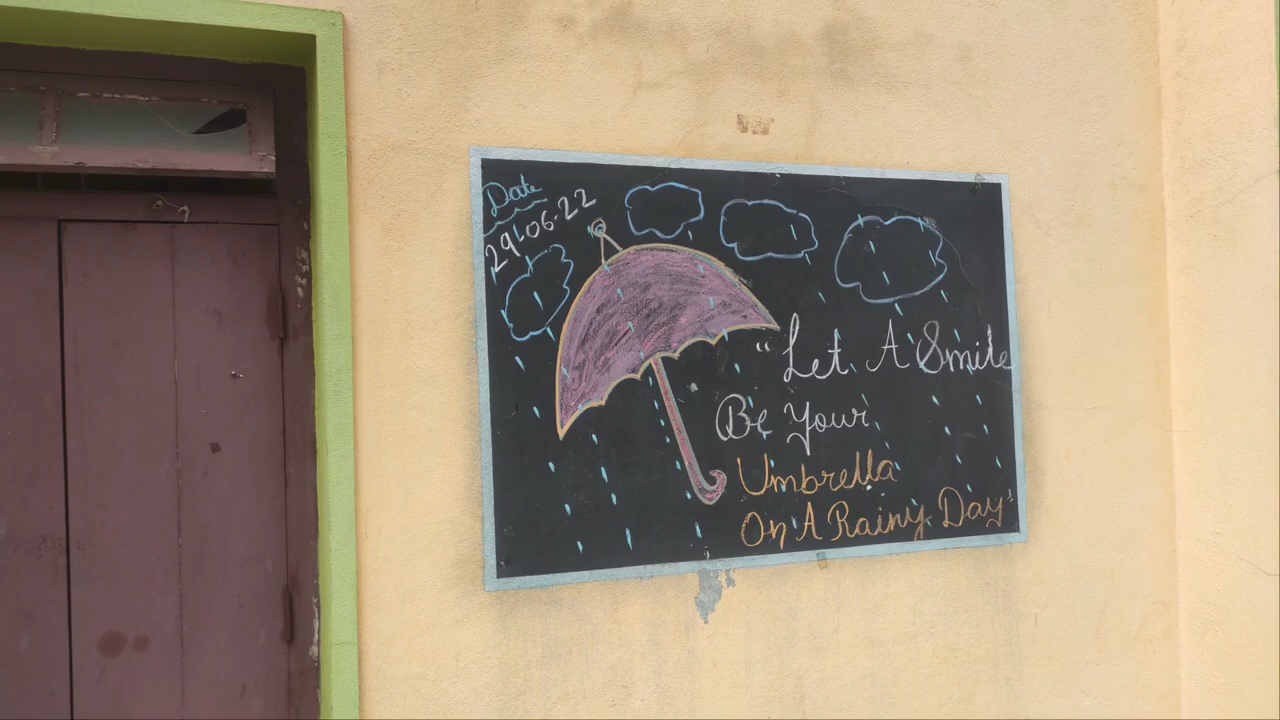 Date
29.06.22
"Let A Smile
Be Your
Umbrella
On A Rainy Day"